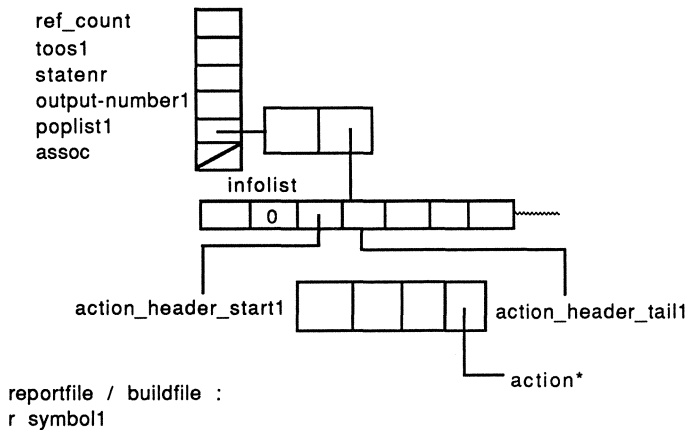 ref_count
toos1
statenr
output-number1
poplist1
assoc
infolist
0
action_header_start1
action_header_tail1
action*
reportfile / buildfile :
r symbol1